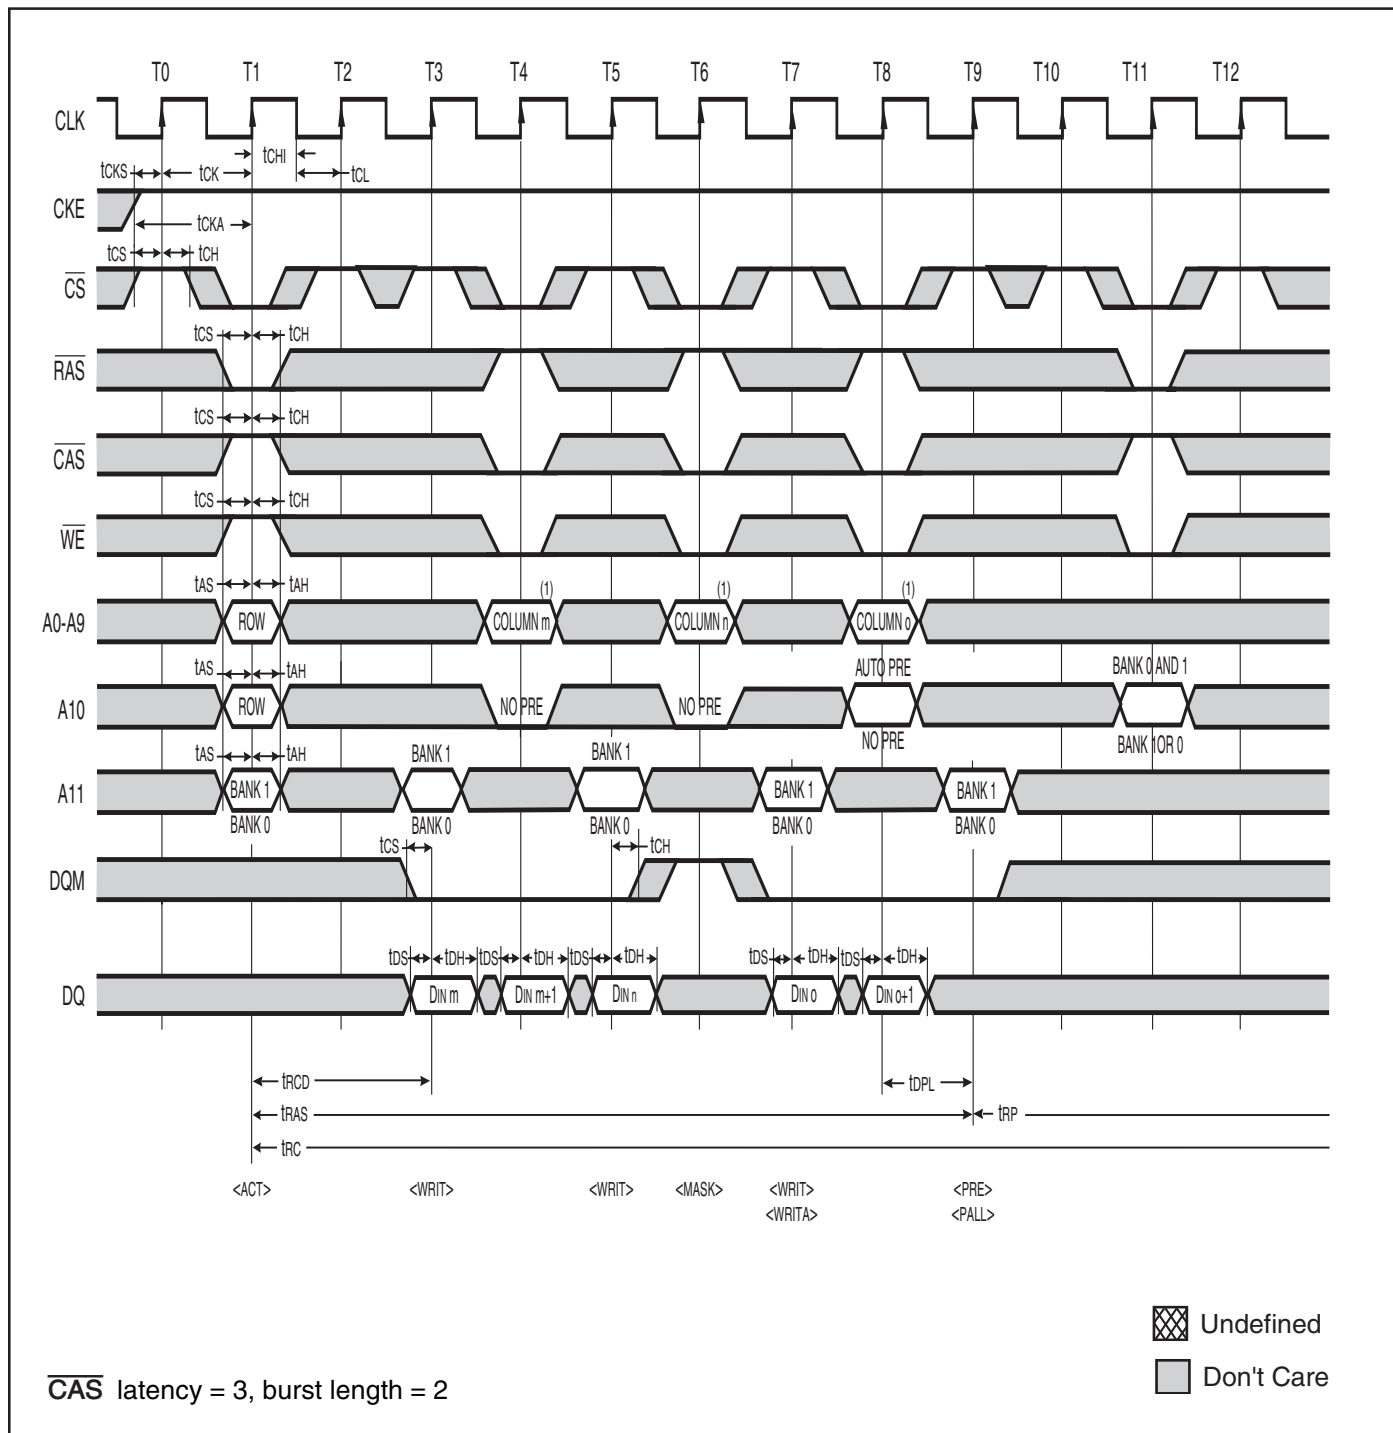 T0 T1 T2 T3 T4 T5 T6 T7 T8 T9 T10 T11 T12
CLK
tCHI
tCKS tCK tCL
CKE
tCKA
tCS tCH
CS
tCS tCH
RAS
tCS tCH
CAS
tCS tCH
WE
tAS tAH (1) (1) (1)
A0-A9 ROW COLUMN m COLUMN n COLUMN o
tAS tAH AUTO PRE BANK 0 AND 1
A10 ROW NO PRE NO PRE
NO PRE BANK 1 OR 0
tAS tAH BANK 1 BANK 1
A11 BANK 1 BANK 1 BANK 1
BANK 0 BANK 0 BANK 0 BANK 0 BANK 0
tCS tCH
DQM
tDS tDH tDS tDH tDS tDH tDS tDH tDS tDH
DQ DIN m DIN m+1 DIN n DIN o DIN o+1
tRCD tDPL
tRAS tRP
tRC
<ACT> <WRIT> <WRIT> <MASK> <WRIT> <PRE>
<WRITA> <PALL>
Undefined
Don't Care
CAS latency = 3, burst length = 2